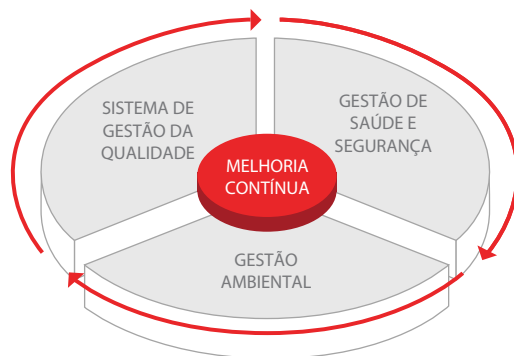 SISTEMA DE
GESTÃO DA
QUALIDADE
GESTÃO DE
SAÚDE E
SEGURANÇA
MELHORIA
CONTÍNUA
GESTÃO
AMBIENTAL